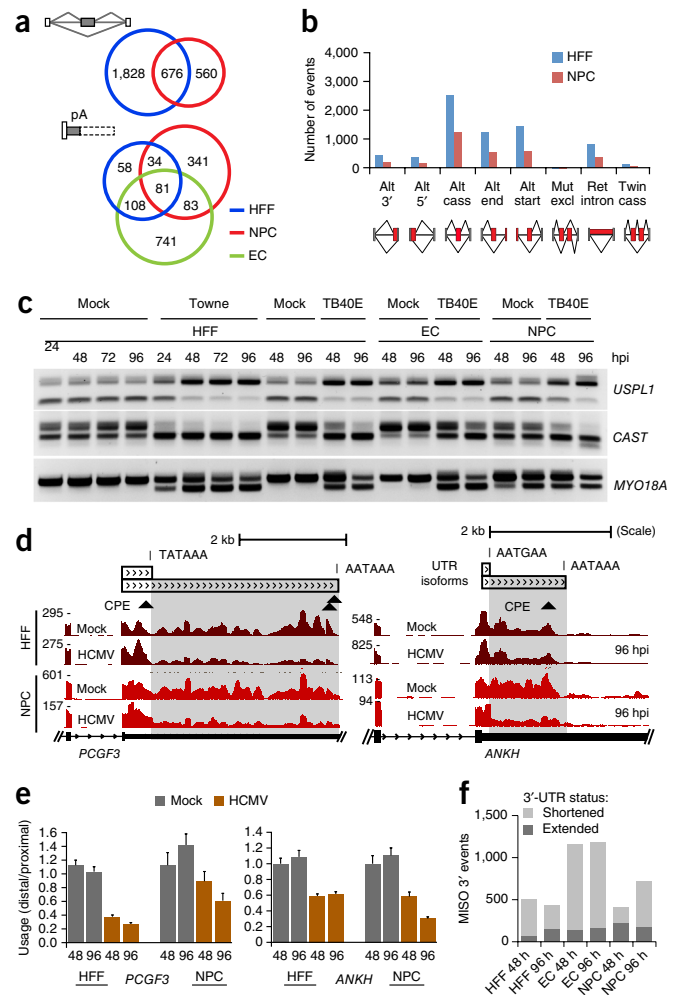 a
1,828 676 560
pA
58 34 341
81
108 83
741
HFF
NPC
EC
b
Number of events
4,000
3,000
2,000
1,000
0
HFF
NPC
Alt 3′
Alt 5′
Alt cass
Alt end
Alt start
Mut excl
Ret intron
Twin cass
c
Mock Towne Mock TB40E Mock TB40E Mock TB40E
HFF EC NPC
24 48 72 96 24 48 72 96 48 96 48 96 48 96 48 96 48 96 48 96 hpi
USPL1
CAST
MYO18A
d
2 kb
TATAAA
AATAAA
CPE
HFF
295 Mock
275 HCMV
NPC
601 Mock
157 HCMV
PCGF3
2 kb (Scale)
AATGAA
AATAAA
UTR isoforms
CPE
548 Mock
825 HCMV 96 hpi
113 Mock
94 HCMV 96 hpi
ANKH
e
Mock HCMV
Usage (distal/proximal)
1.6
1.4
1.2
1.0
0.8
0.6
0.4
0.2
0.0
48 96 48 96 48 96 48 96
HFF PCGF3 NPC
1.4
1.2
1.0
0.8
0.6
0.4
0.2
0
48 96 48 96 48 96 48 96
HFF ANKH NPC
f
3′-UTR status:
Shortened
Extended
MISO 3′ events
1,500
1,000
500
0
HFF 48 h
HFF 96 h
EC 48 h
EC 96 h
NPC 48 h
NPC 96 h